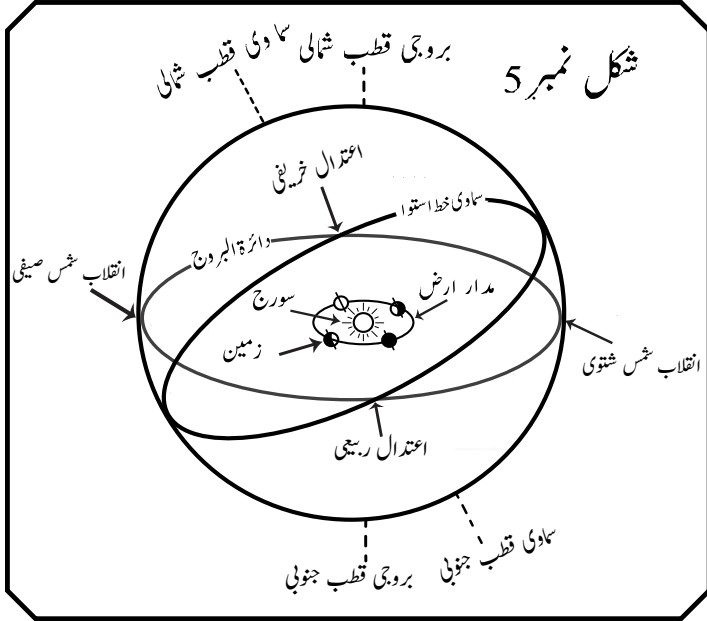 شکل نمبر 5
بروجی قطب شمالی
سماوی قطب شمالی
اعتدال خریفی
سماوی خط استوا
دائرۃ البروج
انقلاب شمس صیفی
مدار ارض
سورج
زمین
انقلاب شمس شتوی
اعتدال ربیعی
سماوی قطب جنوبی
بروجی قطب جنوبی